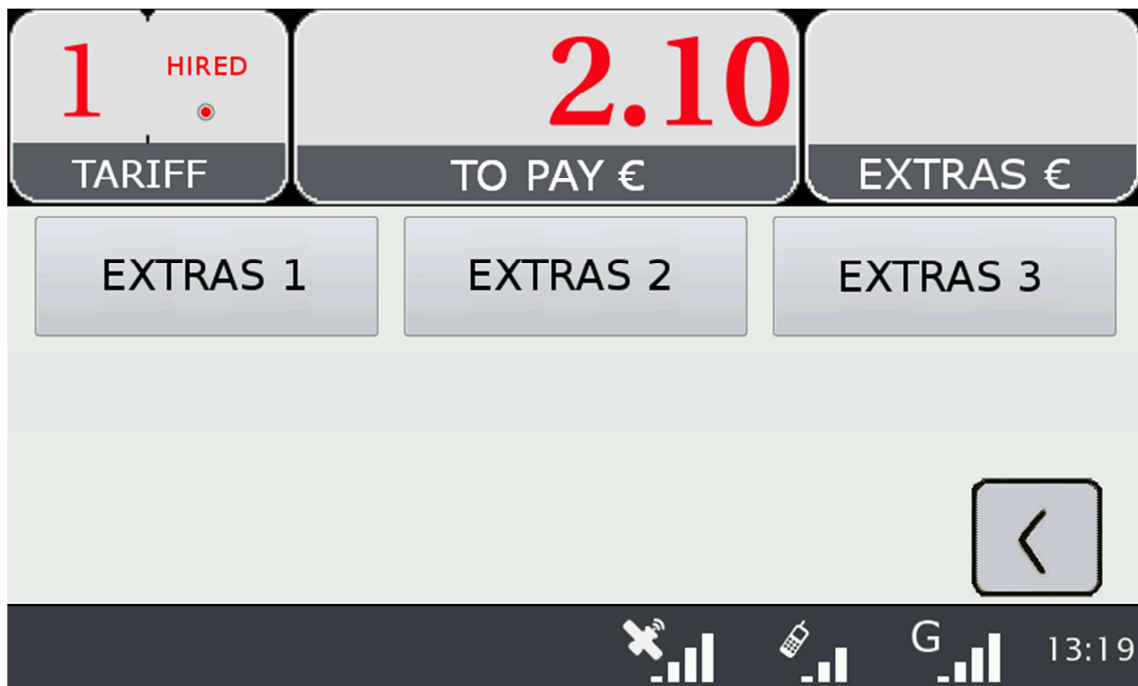 1 HIRED 2.10
TARIFF TO PAY € EXTRAS €
EXTRAS 1 EXTRAS 2 EXTRAS 3
G 13:19